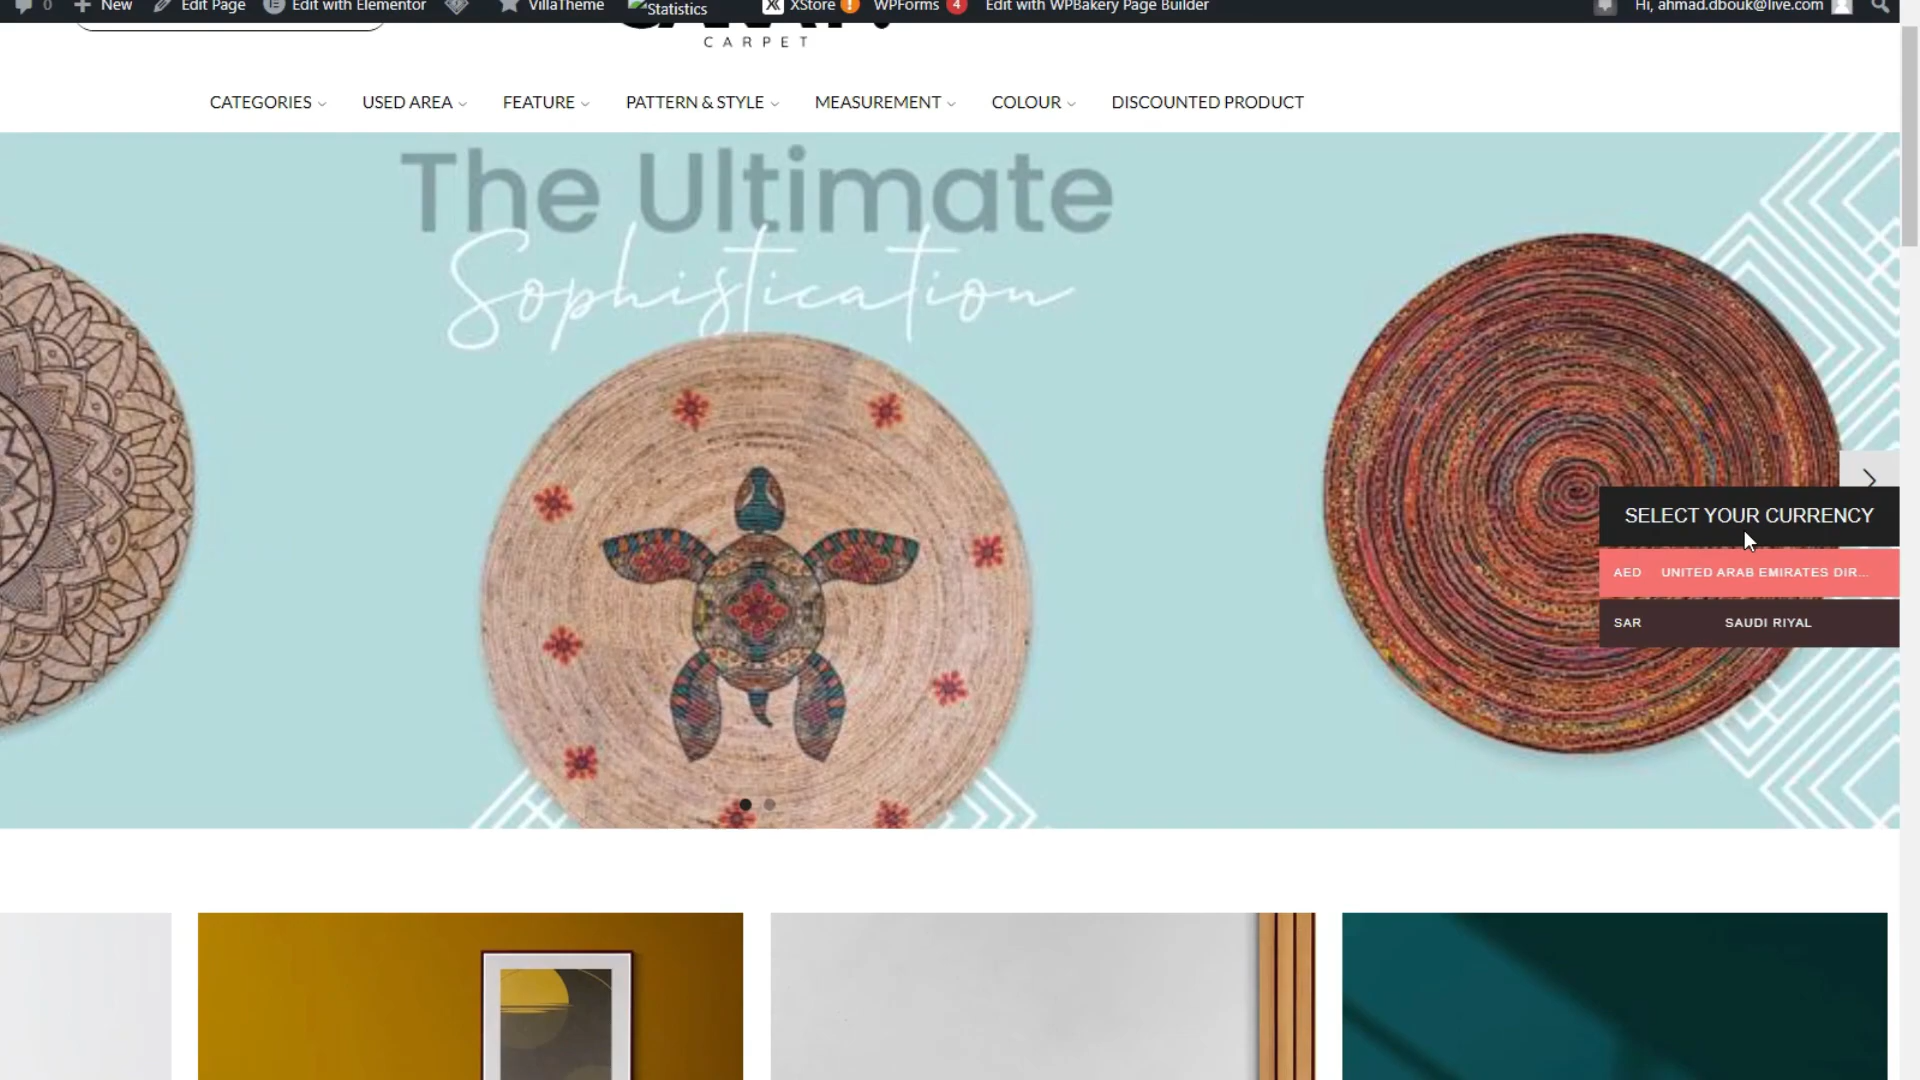 0 New Edit Page Edit with Elementor VillaTheme Statistics XStore ! WPForms 4 Edit with WPBakery Page Builder Hi, ahmad.dbouk@live.com
CARPET
CATEGORIES USED AREA FEATURE PATTERN & STYLE MEASUREMENT COLOUR DISCOUNTED PRODUCT
The Ultimate
Sophistication
SELECT YOUR CURRENCY
AED UNITED ARAB EMIRATES DIR...
SAR SAUDI RIYAL